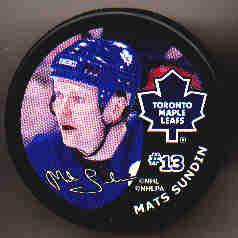 TORONTO
MAPLE
LEAFS
#13
©NHL
©NHLPA
MATS SUNDIN